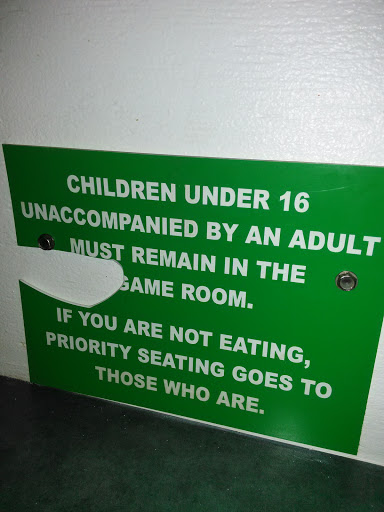 CHILDREN UNDER 16
UNACCOMPANIED BY AN ADULT
MUST REMAIN IN THE
GAME ROOM.
IF YOU ARE NOT EATING,
PRIORITY SEATING GOES TO
THOSE WHO ARE.